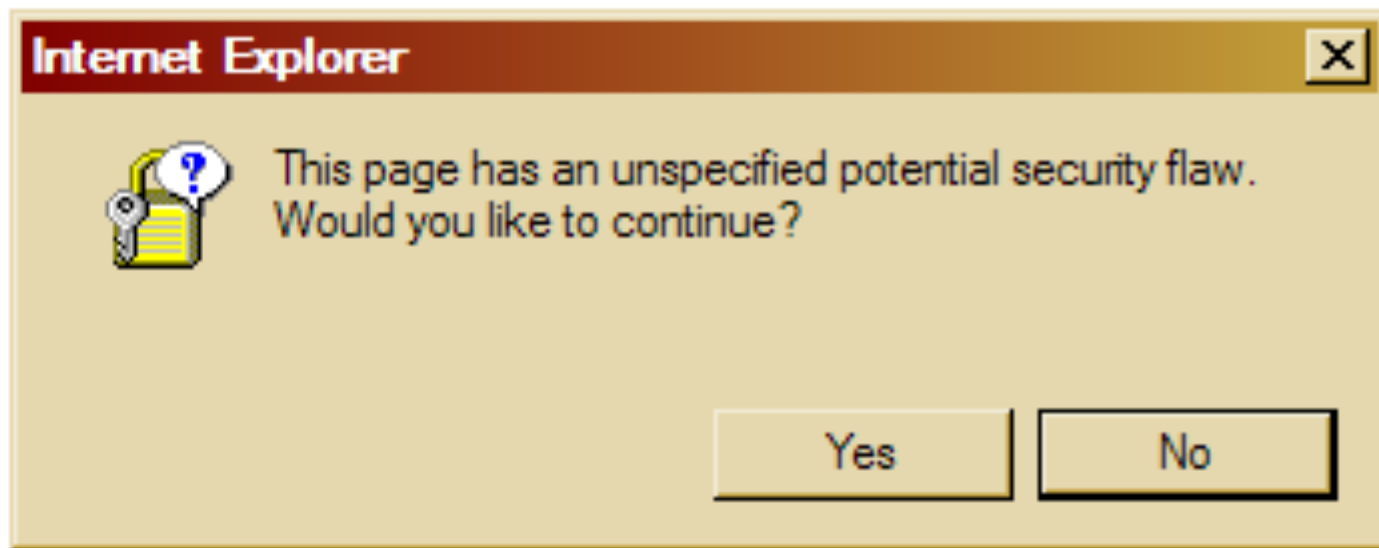 Internet Explorer
This page has an unspecified potential security flaw.
Would you like to continue?
Yes No